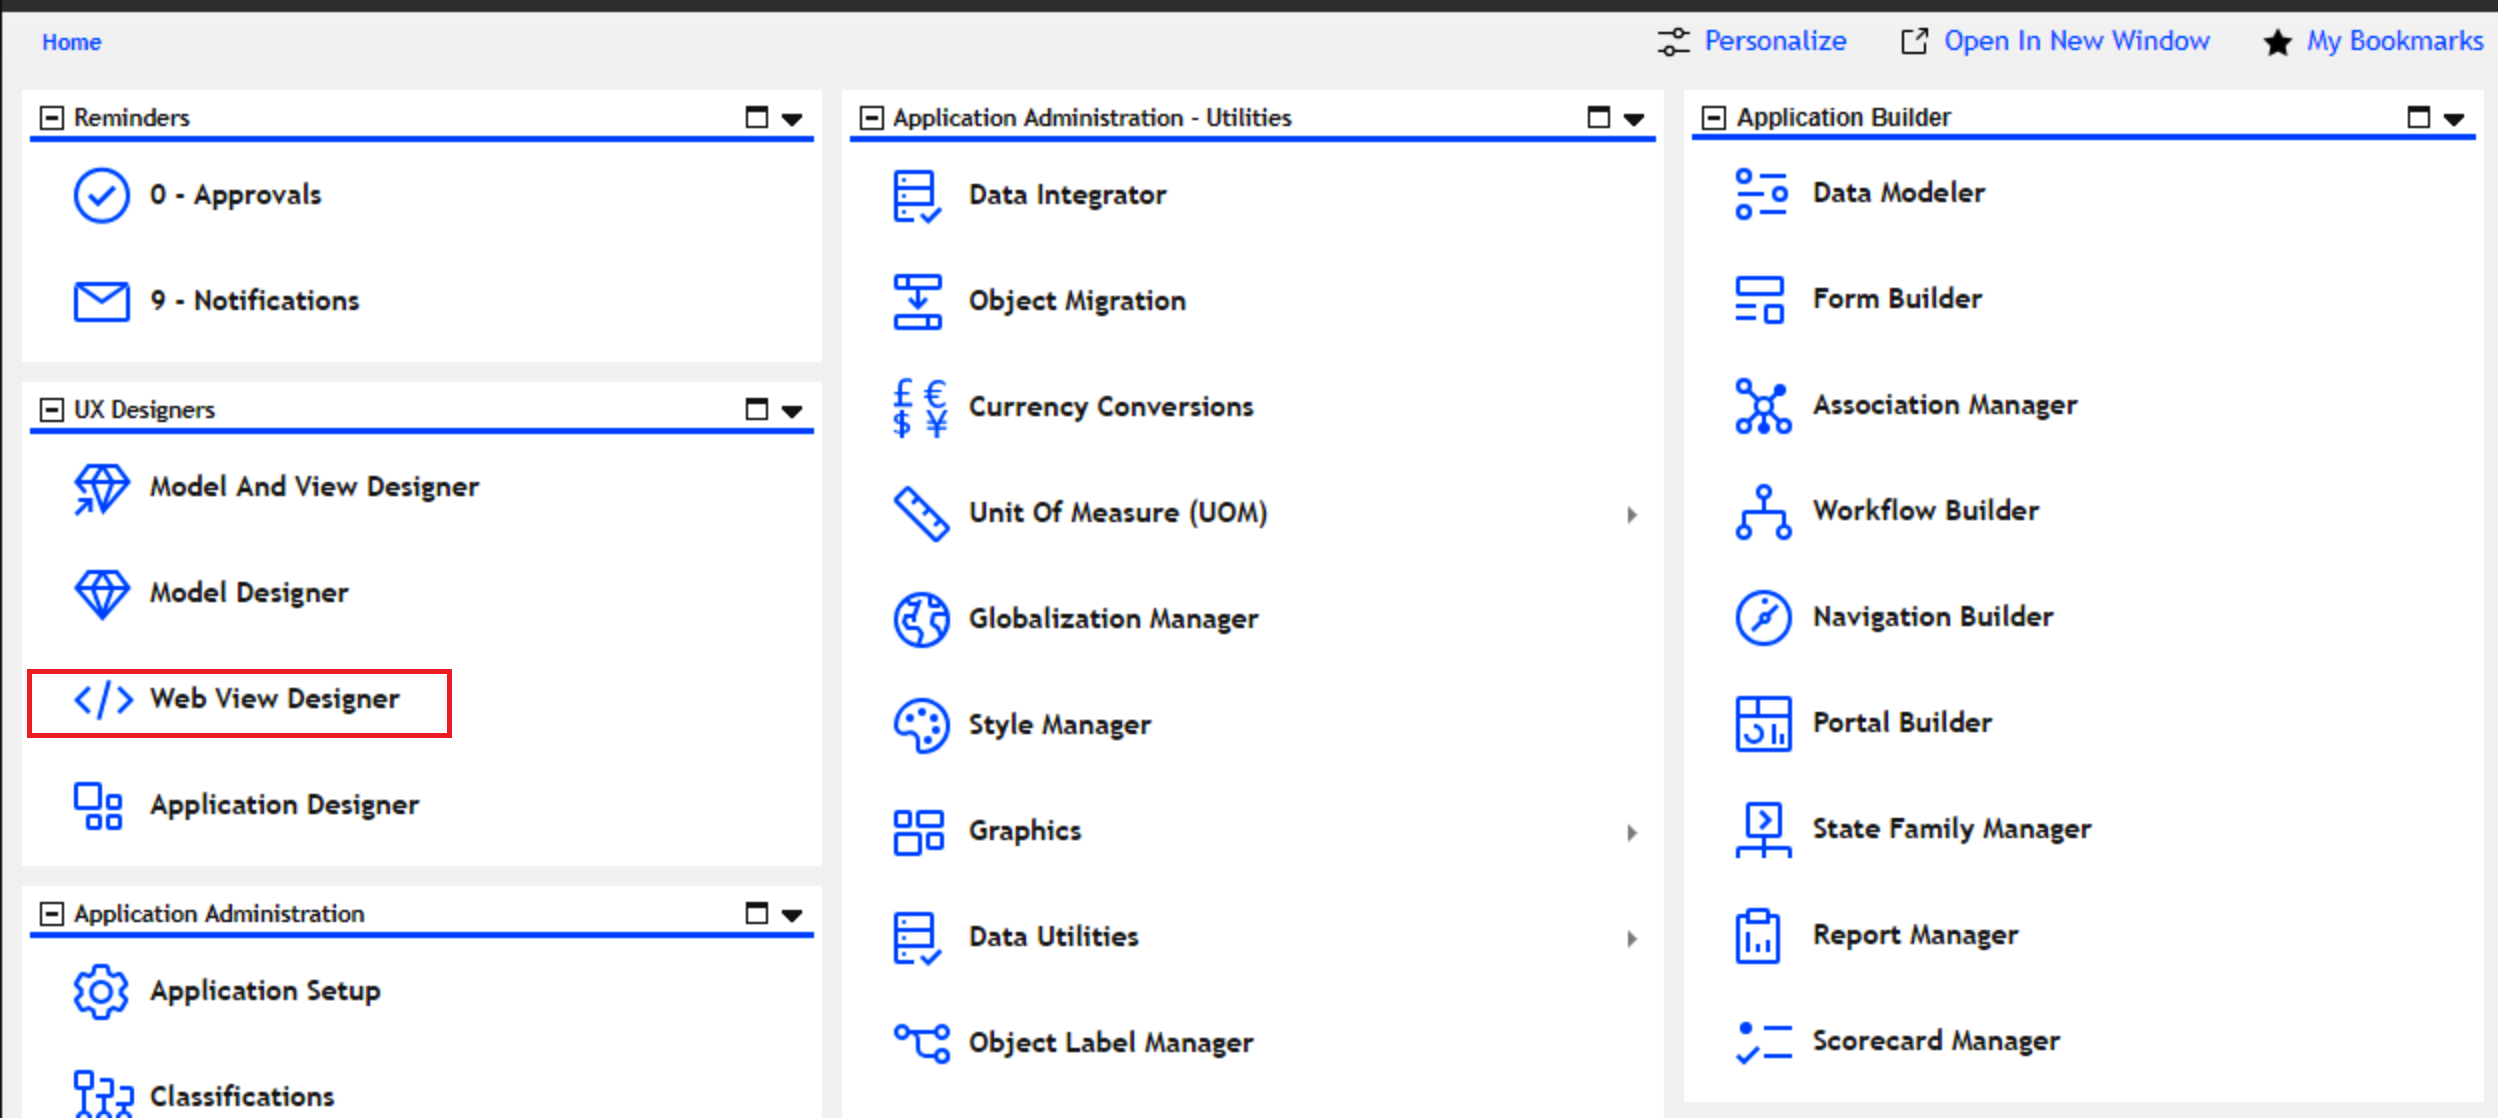 Home
Personalize
Open In New Window
My Bookmarks
Reminders
0 - Approvals
9 - Notifications
UX Designers
Model And View Designer
Model Designer
Web View Designer
Application Designer
Application Administration
Application Setup
Classifications
Application Administration - Utilities
Data Integrator
Object Migration
£ €
$ ¥
Currency Conversions
Unit Of Measure (UOM)
Globalization Manager
Style Manager
Graphics
Data Utilities
Object Label Manager
Application Builder
Data Modeler
Form Builder
Association Manager
Workflow Builder
Navigation Builder
Portal Builder
State Family Manager
Report Manager
Scorecard Manager